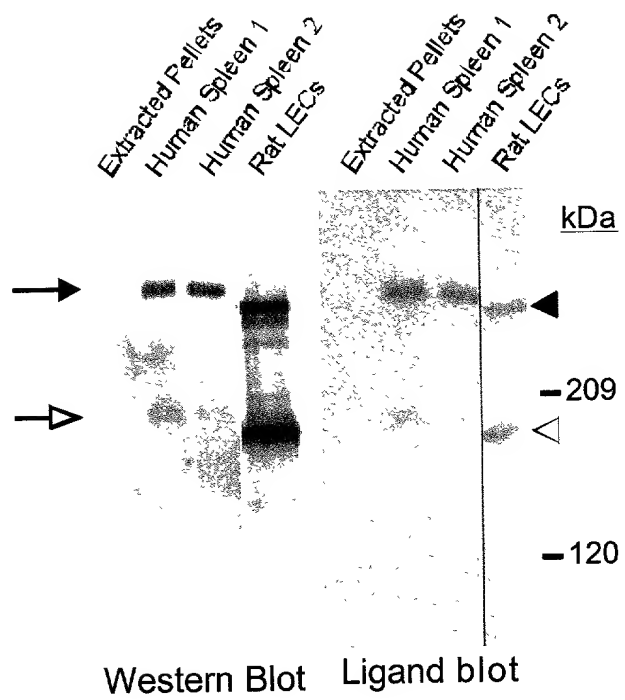 Extracted Pellets
Human Spleen 1
Human Spleen 2
Rat LECs
Extracted Pellets
Human Spleen 1
Human Spleen 2
Rat LECs
kDa
209
120
Western Blot
Ligand blot